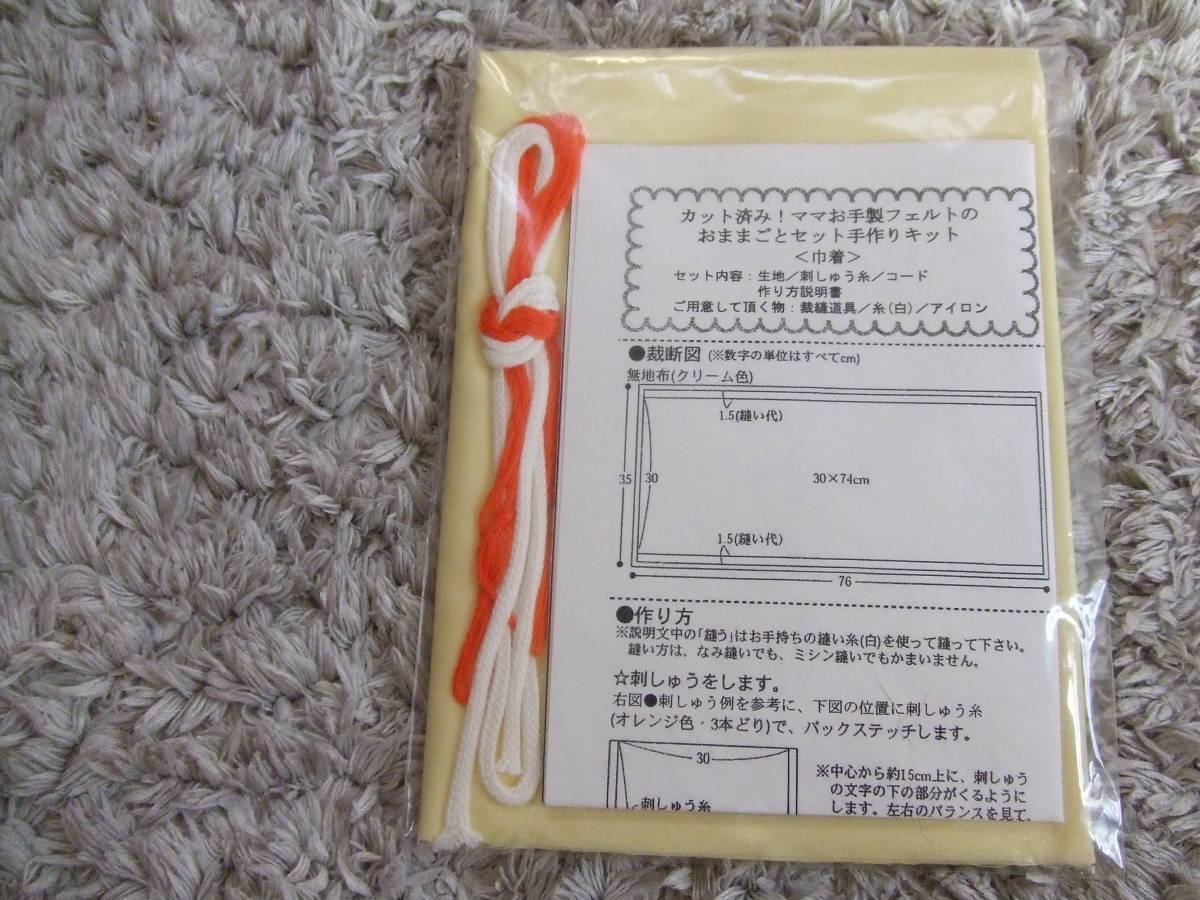 カット済み！ママお手製フェルトの
おままごとセット手作りキット
＜巾着＞
セット内容：生地／刺しゅう糸／コード
作り方説明書
ご用意して頂く物：裁縫道具／糸(白)／アイロン
●裁断図 (※数字の単位はすべてcm)
無地布(クリーム色)
1.5(縫い代)
35
30
30×74cm
1.5(縫い代)
76
●作り方
※説明文中の「縫う」はお手持ちの縫い糸(白)を使って縫って下さい。
縫い方は、なみ縫いでも、ミシン縫いでもかまいません。
☆刺しゅうをします。
右図●刺しゅう例を参考に、下図の位置に刺しゅう糸
(オレンジ色・3本どり)で、バックステッチします。
30
刺しゅう糸
※中心から約15cm上に、刺しゅう
の文字の下の部分がくるように
します。左右のバランスを見て、